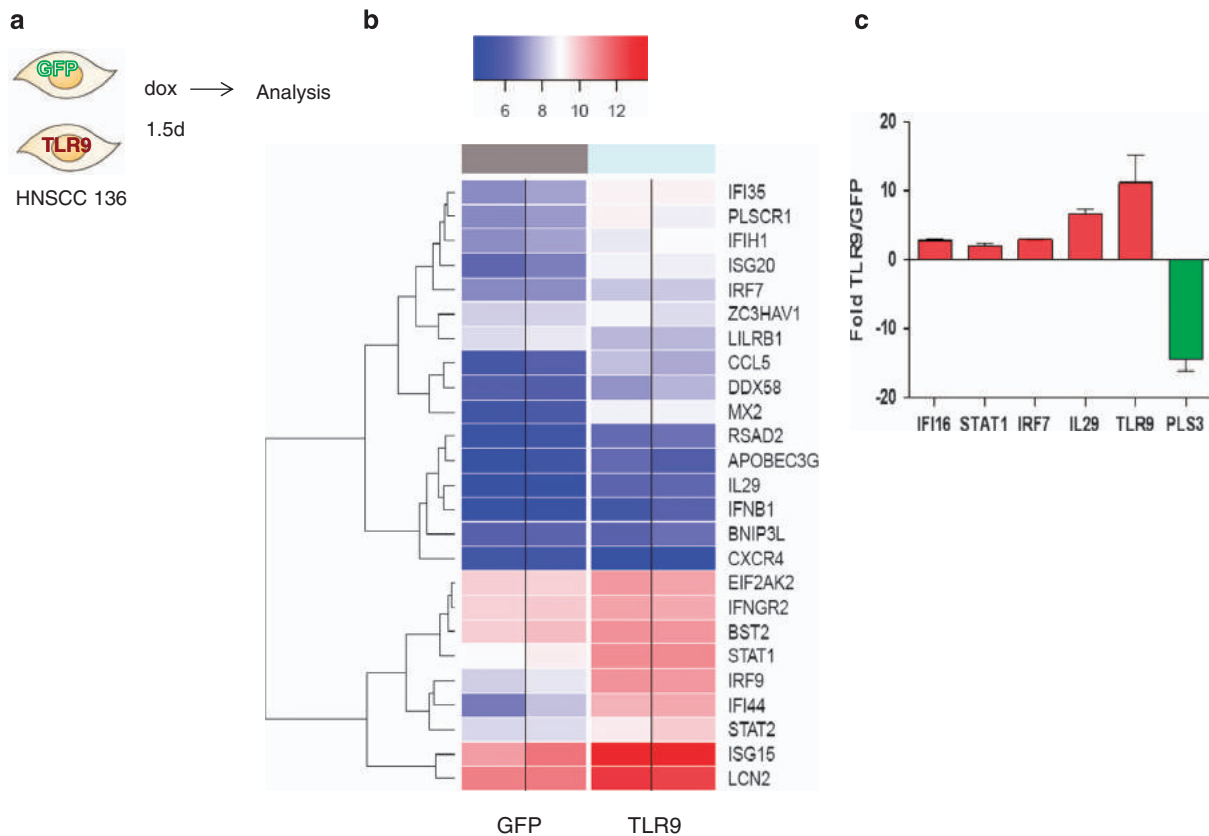 a
GFP
TLR9
dox
1.5d
Analysis
HNSCC 136
b
6 8 10 12
IFI35
PLSCR1
IFIH1
ISG20
IRF7
ZC3HAV1
LILRB1
CCL5
DDX58
MX2
RSAD2
APOBEC3G
IL29
IFNB1
BNIP3L
CXCR4
EIF2AK2
IFNGR2
BST2
STAT1
IRF9
IFI44
STAT2
ISG15
LCN2
GFP TLR9
c
Fold TLR9/GFP
20
10
0
-10
-20
IFI16 STAT1 IRF7 IL29 TLR9 PLS3